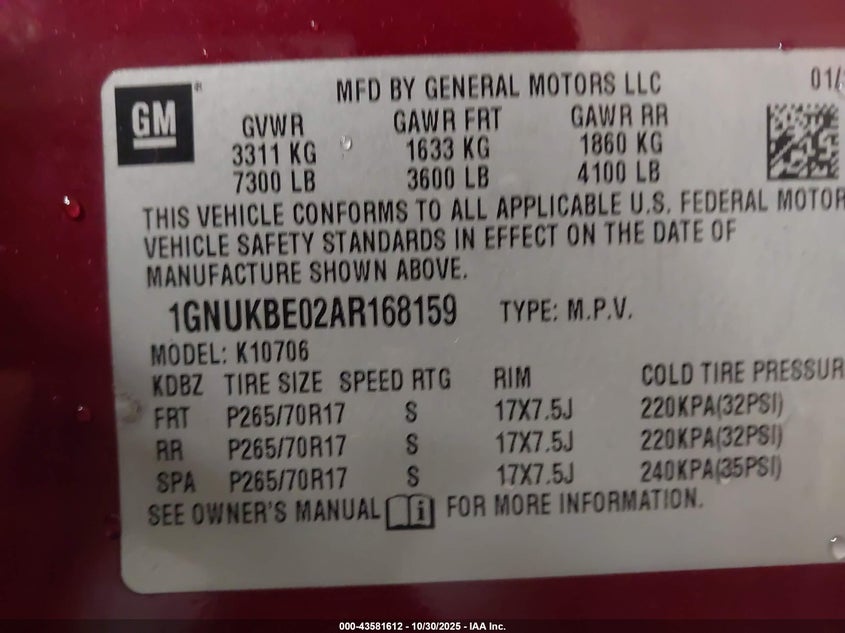 GM
®
MFD BY GENERAL MOTORS LLC
GVWR GAWR FRT GAWR RR
3311 KG 1633 KG 1860 KG
7300 LB 3600 LB 4100 LB
THIS VEHICLE CONFORMS TO ALL APPLICABLE U.S. FEDERAL MOTOR
VEHICLE SAFETY STANDARDS IN EFFECT ON THE DATE OF
MANUFACTURE SHOWN ABOVE.
1GNUKBE02AR168159 TYPE: M.P.V.
MODEL: K10706
KDBZ TIRE SIZE SPEED RTG RIM COLD TIRE PRESSUR
FRT P265/70R17 S 17X7.5J 220KPA(32PSI)
RR P265/70R17 S 17X7.5J 220KPA(32PSI)
SPA P265/70R17 S 17X7.5J 240KPA(35PSI)
SEE OWNER'S MANUAL i FOR MORE INFORMATION.
000-43581612 - 10/30/2025 - IAA Inc.